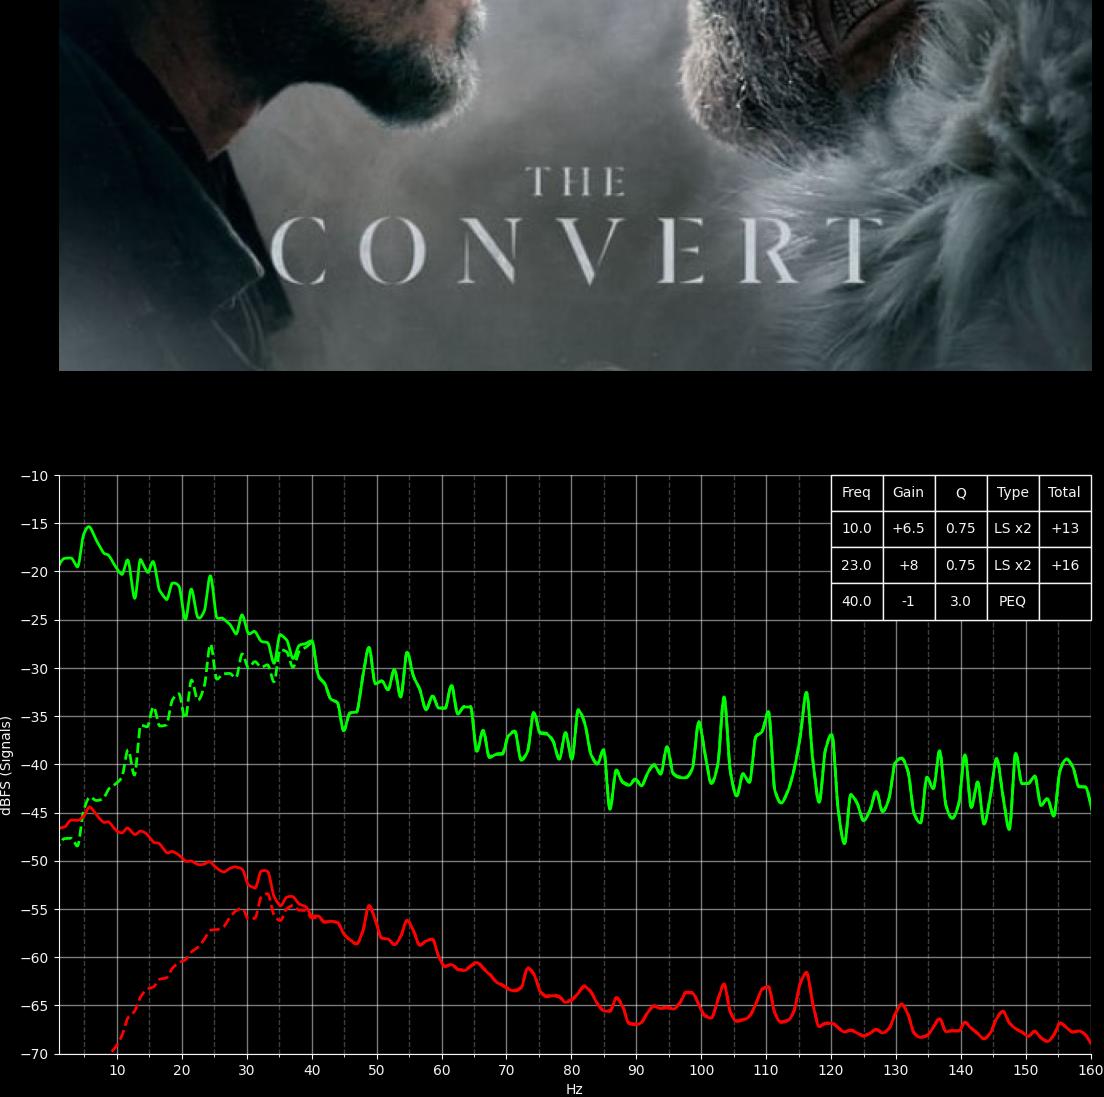 THE
CONVERT
Freq Gain Q Type Total
10.0 +6.5 0.75 LS x2 +13
23.0 +8 0.75 LS x2 +16
40.0 -1 3.0 PEQ
−10
−15
−20
−25
−30
−35
−40
−45
−50
−55
−60
−65
−70
dBFS (Signals)
10 20 30 40 50 60 70 80 90 100 110 120 130 140 150 160
Hz